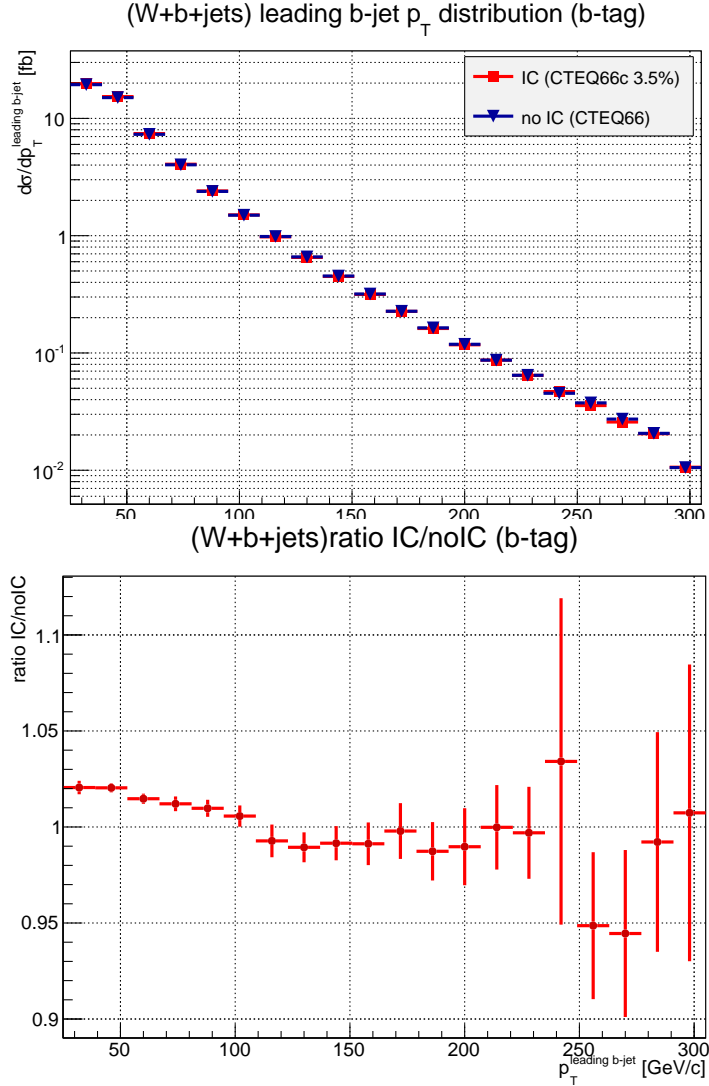 (W+b+jets) leading b-jet p_T distribution (b-tag)
dσ/dp_T^leading b-jet [fb]
IC (CTEQ66c 3.5%)
no IC (CTEQ66)
10
1
10^-1
10^-2
50 100 150 200 250 300
(W+b+jets)ratio IC/noIC (b-tag)
ratio IC/noIC
1.1
1.05
1
0.95
0.9
50 100 150 200 250 300
p_T^leading b-jet [GeV/c]